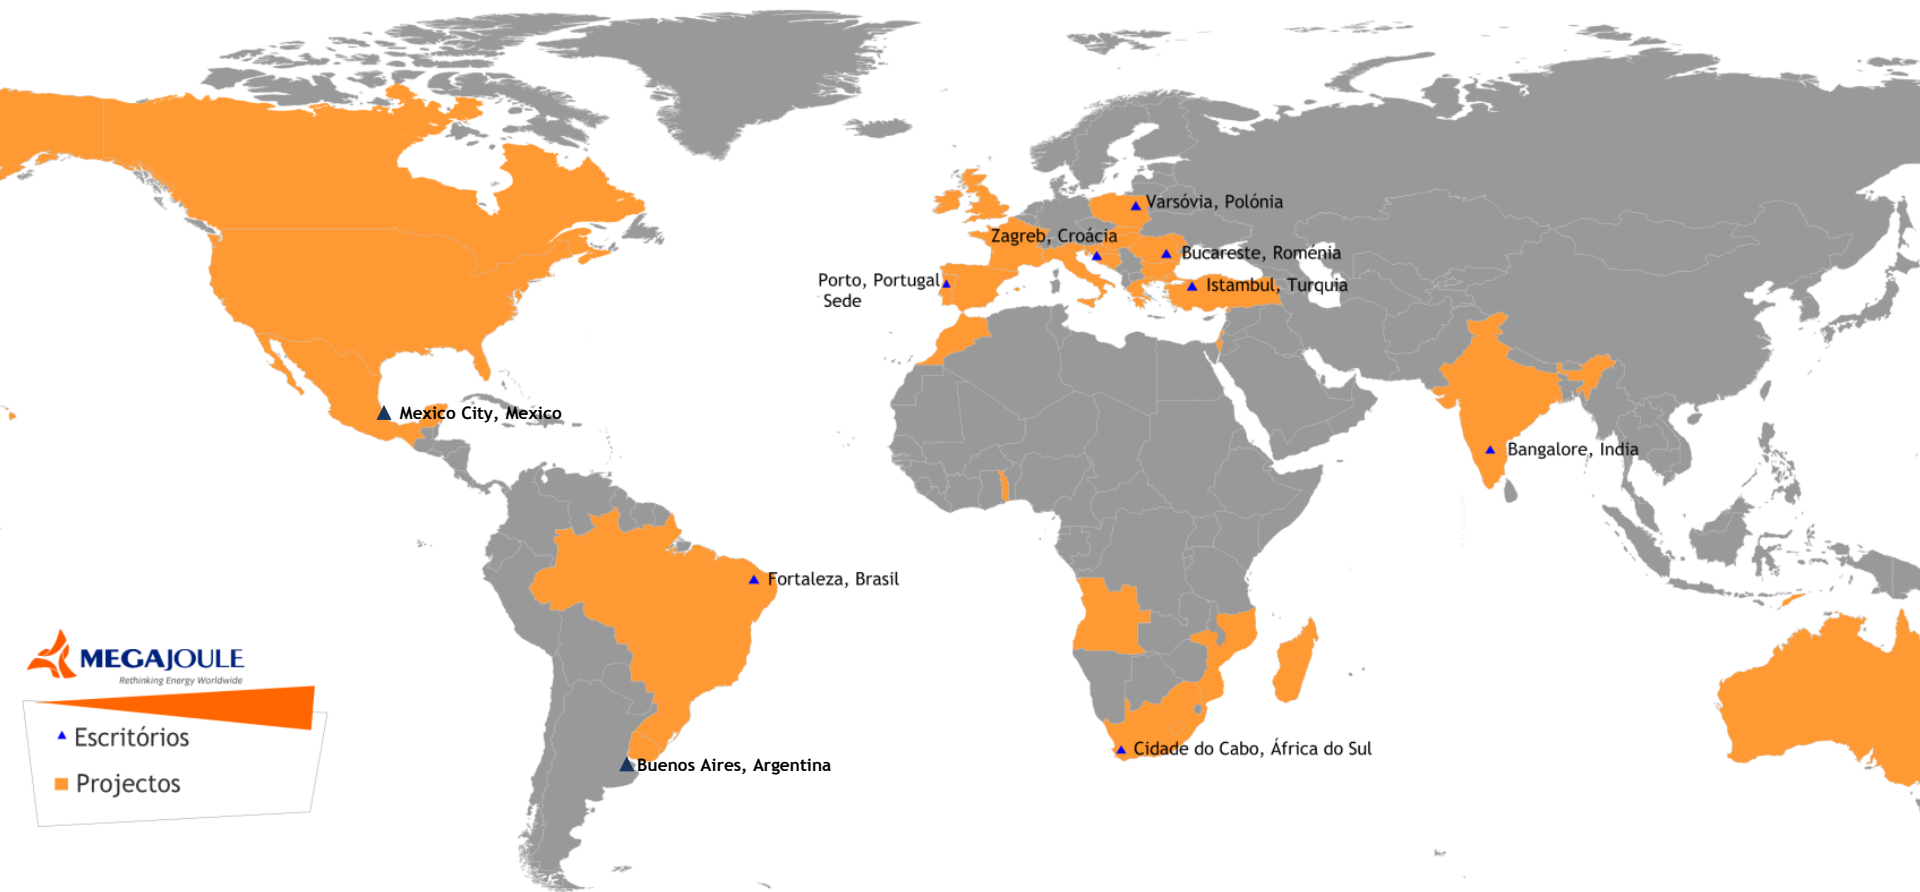 Varsóvia, Polónia
Zagreb, Croácia
Bucareste, Roménia
Porto, Portugal
Sede
Istambul, Turquia
Mexico City, Mexico
Bangalore, India
Fortaleza, Brasil
MEGAJOULE
Rethinking Energy Worldwide
Escritórios
Projectos
Cidade do Cabo, África do Sul
Buenos Aires, Argentina